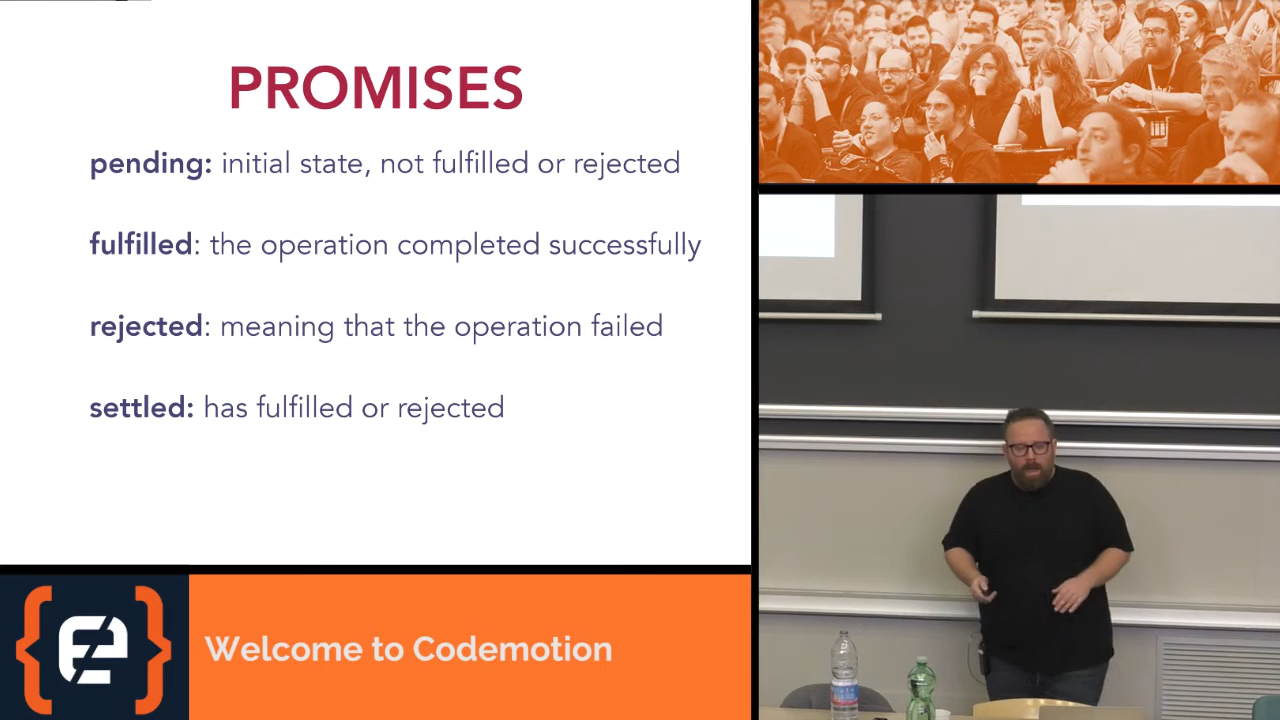 PROMISES
pending: initial state, not fulfilled or rejected
fulfilled: the operation completed successfully
rejected: meaning that the operation failed
settled: has fulfilled or rejected
Welcome to Codemotion